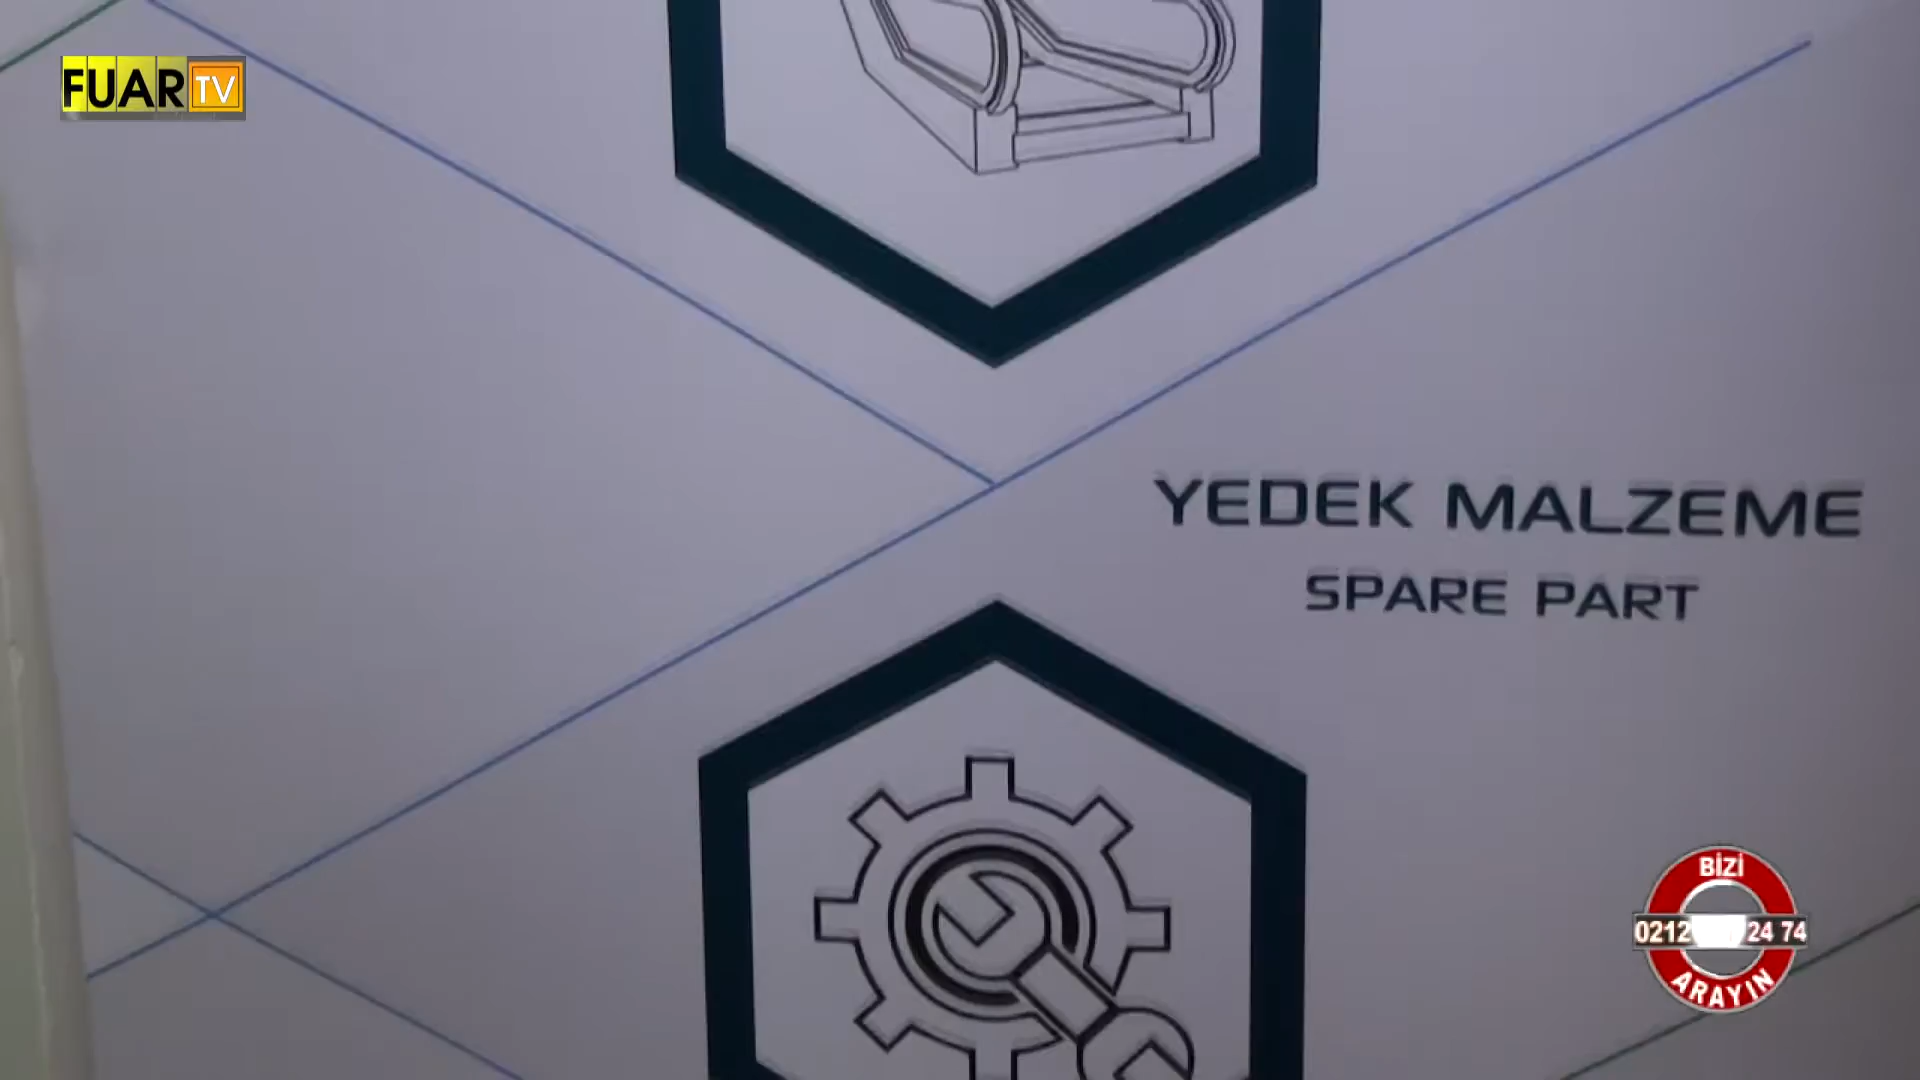 FUAR TV
YEDEK MALZEME
SPARE PART
BİZİ
0212 24 74
ARAYIN